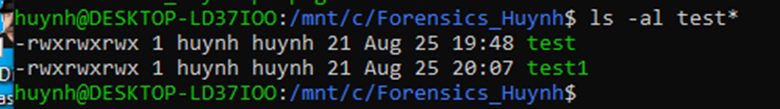 huynh@DESKTOP-LD37IOO:/mnt/c/Forensics_Huynh$ ls -al test*
-rwxrwxrwx 1 huynh huynh 21 Aug 25 19:48 test
-rwxrwxrwx 1 huynh huynh 21 Aug 25 20:07 test1
huynh@DESKTOP-LD37IOO:/mnt/c/Forensics_Huynh$